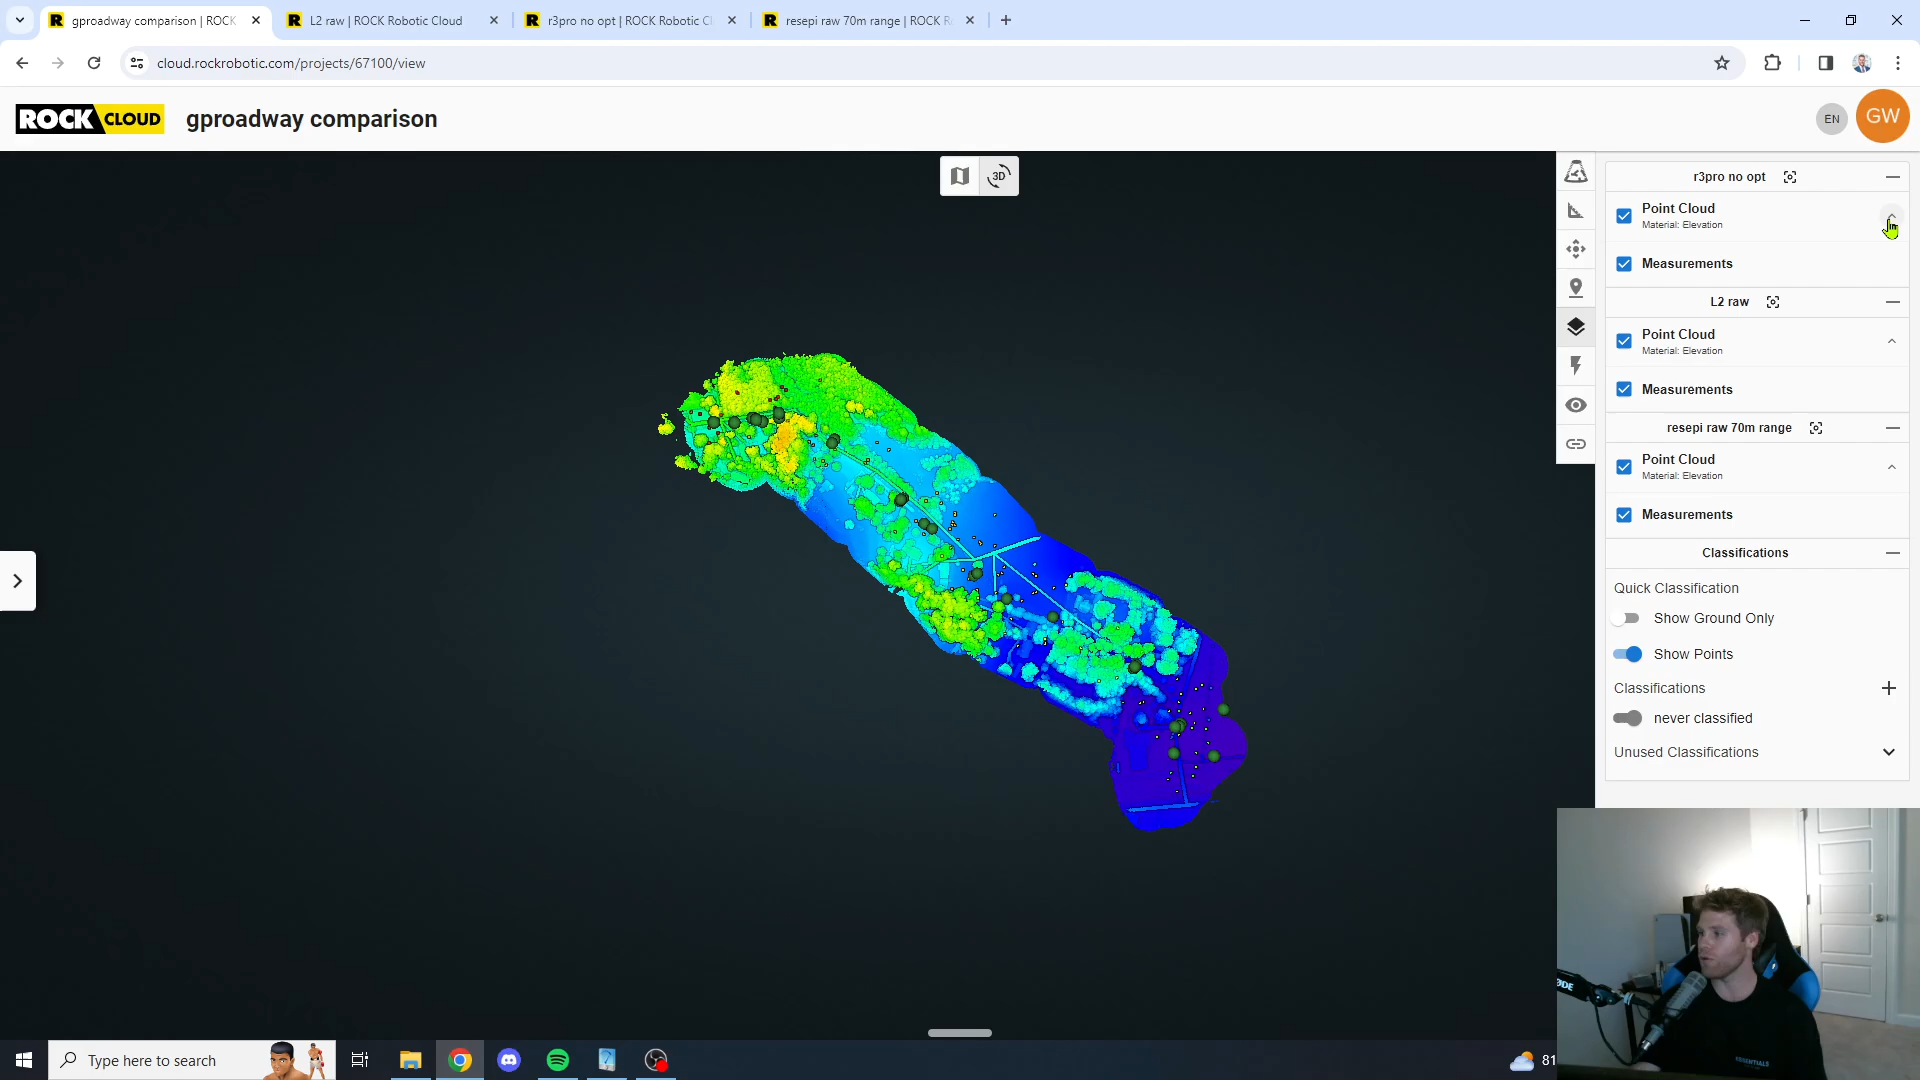 gproadway comparison | ROCK
L2 raw | ROCK Robotic Cloud
r3pro no opt | ROCK Robotic Cl
resepi raw 70m range | ROCK R
cloud.rockrobotic.com/projects/67100/view
ROCK CLOUD
gproadway comparison
EN
GW
3D
r3pro no opt
Point Cloud
Material: Elevation
Measurements
L2 raw
Point Cloud
Material: Elevation
Measurements
resepi raw 70m range
Point Cloud
Material: Elevation
Measurements
Classifications
Quick Classification
Show Ground Only
Show Points
Classifications
never classified
Unused Classifications
Type here to search
81
ESSENTIALS